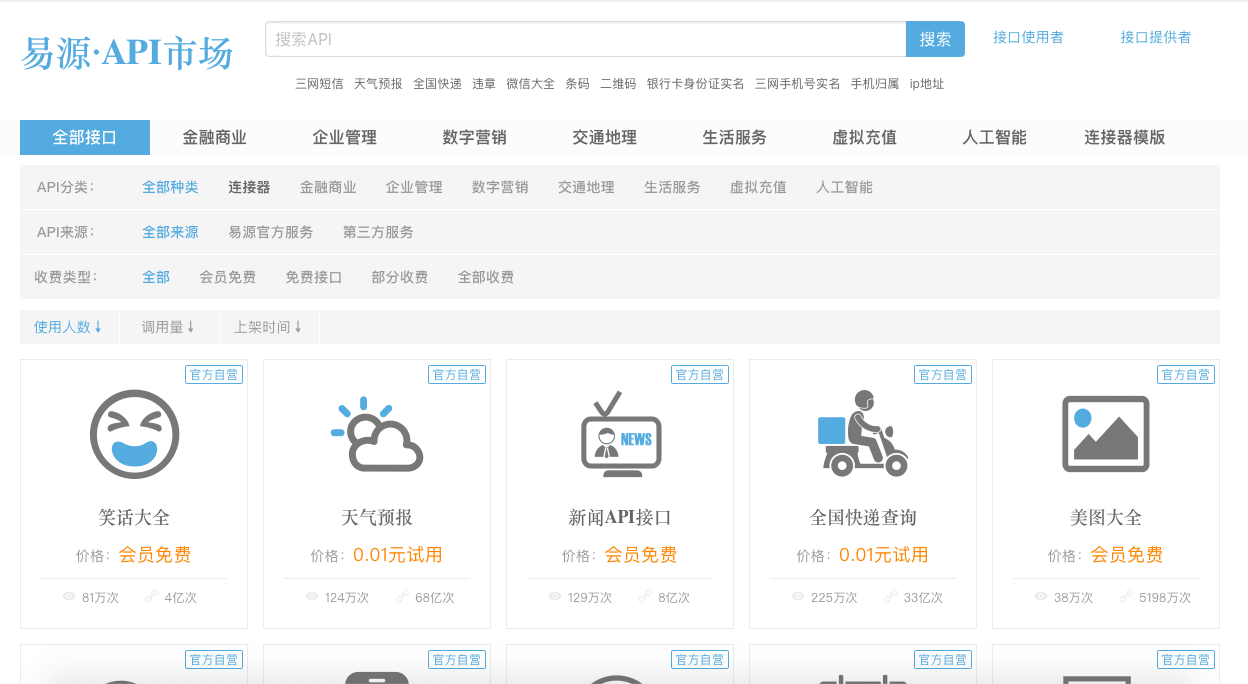 易源·API市场
搜索API
搜索
接口使用者
接口提供者
三网短信 天气预报 全国快递 违章 微信大全 条码 二维码 银行卡身份证实名 三网手机号实名 手机归属 ip地址
全部接口 金融商业 企业管理 数字营销 交通地理 生活服务 虚拟充值 人工智能 连接器模版
API分类: 全部种类 连接器 金融商业 企业管理 数字营销 交通地理 生活服务 虚拟充值 人工智能
API来源: 全部来源 易源官方服务 第三方服务
收费类型: 全部 会员免费 免费接口 部分收费 全部收费
使用人数↓ 调用量↓ 上架时间↓
官方自营 官方自营 官方自营 官方自营 官方自营
NEWS
笑话大全 天气预报 新闻API接口 全国快递查询 美图大全
价格: 会员免费 价格: 0.01元试用 价格: 会员免费 价格: 0.01元试用 价格: 会员免费
81万次 4亿次 124万次 68亿次 129万次 8亿次 225万次 33亿次 38万次 5198万次
官方自营 官方自营 官方自营 官方自营 官方自营